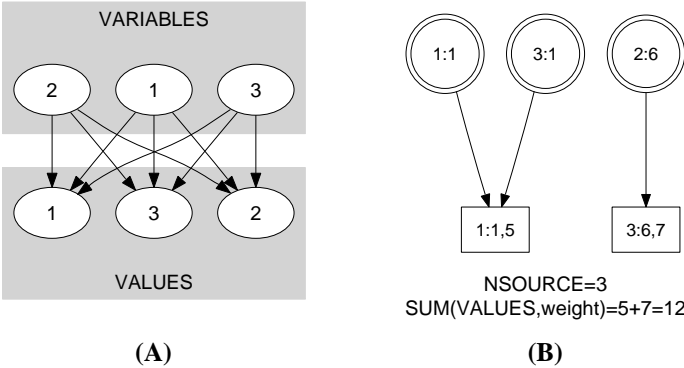 VARIABLES
2 1 3
1 3 2
VALUES
(A)
1:1 3:1 2:6
1:1,5 3:6,7
NSOURCE=3
SUM(VALUES,weight)=5+7=12
(B)